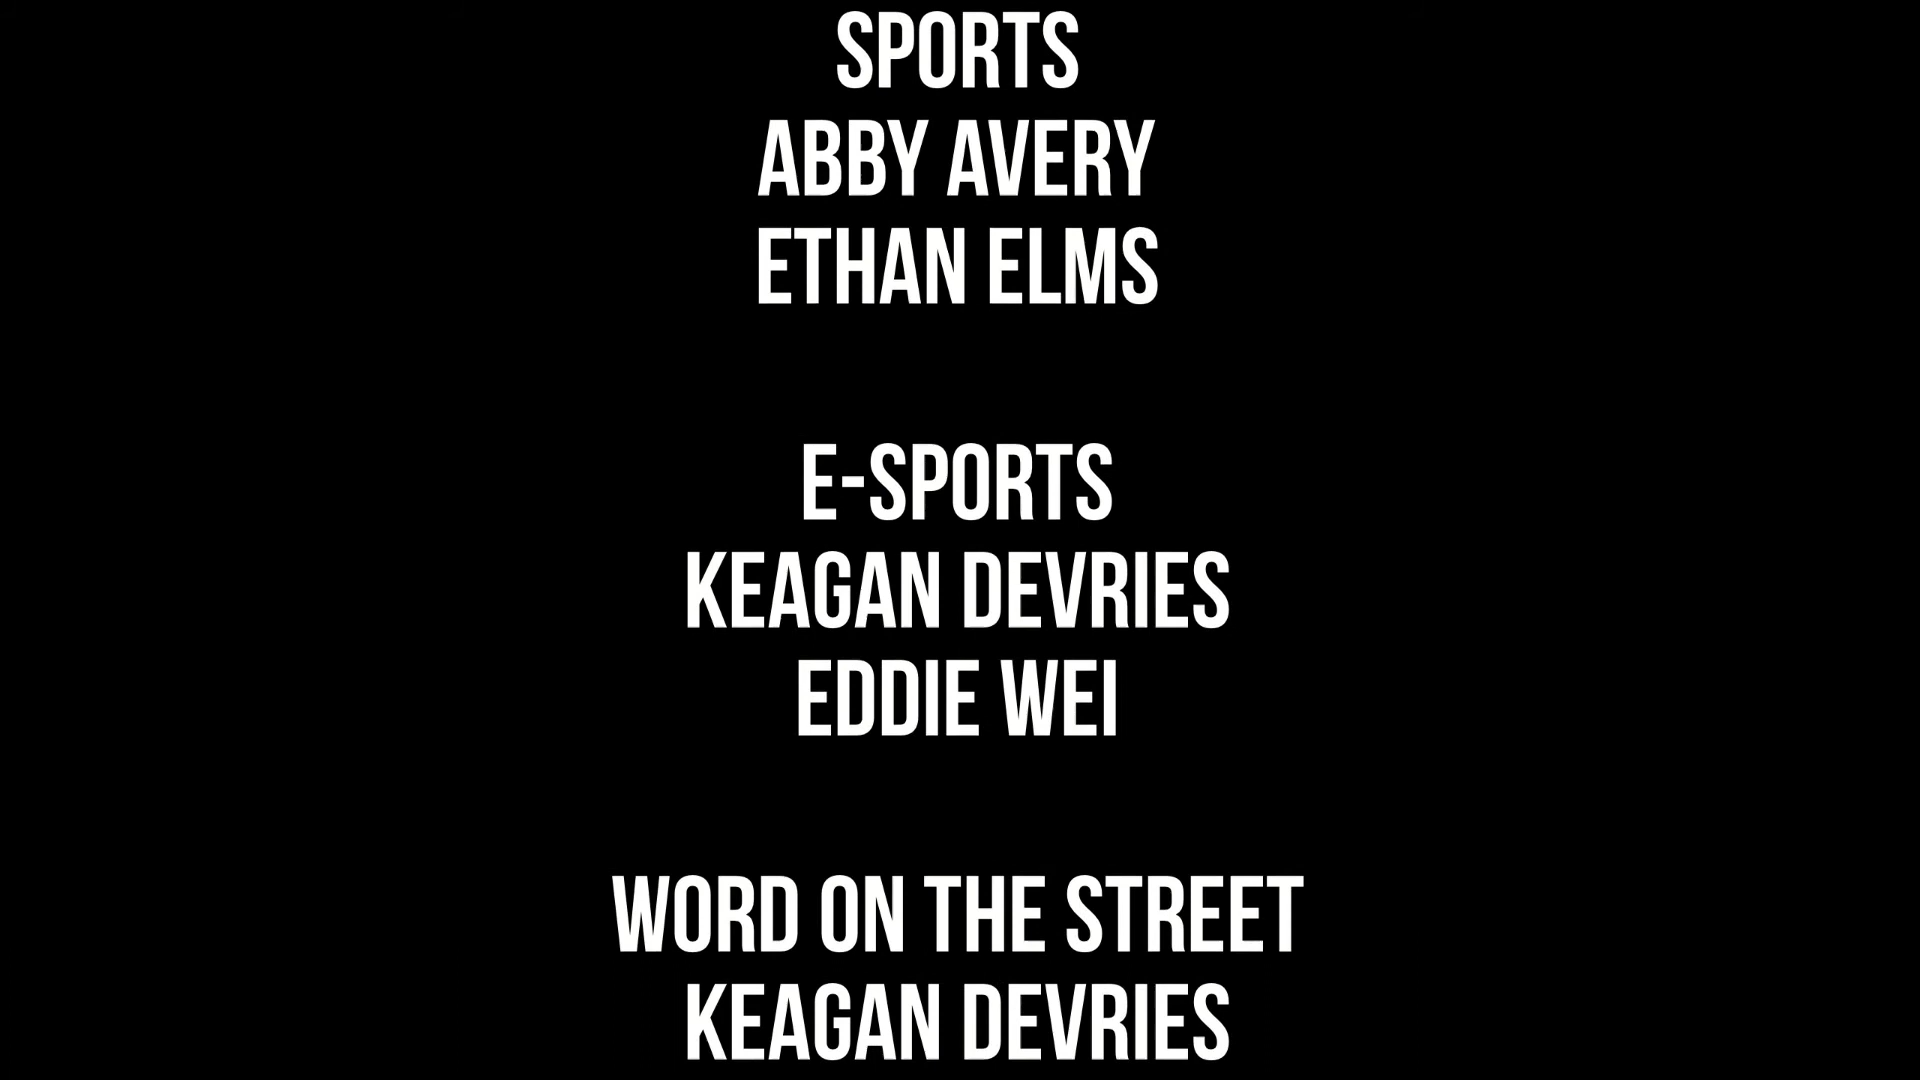 SPORTS
ABBY AVERY
ETHAN ELMS
E-SPORTS
KEAGAN DEVRIES
EDDIE WEI
WORD ON THE STREET
KEAGAN DEVRIES